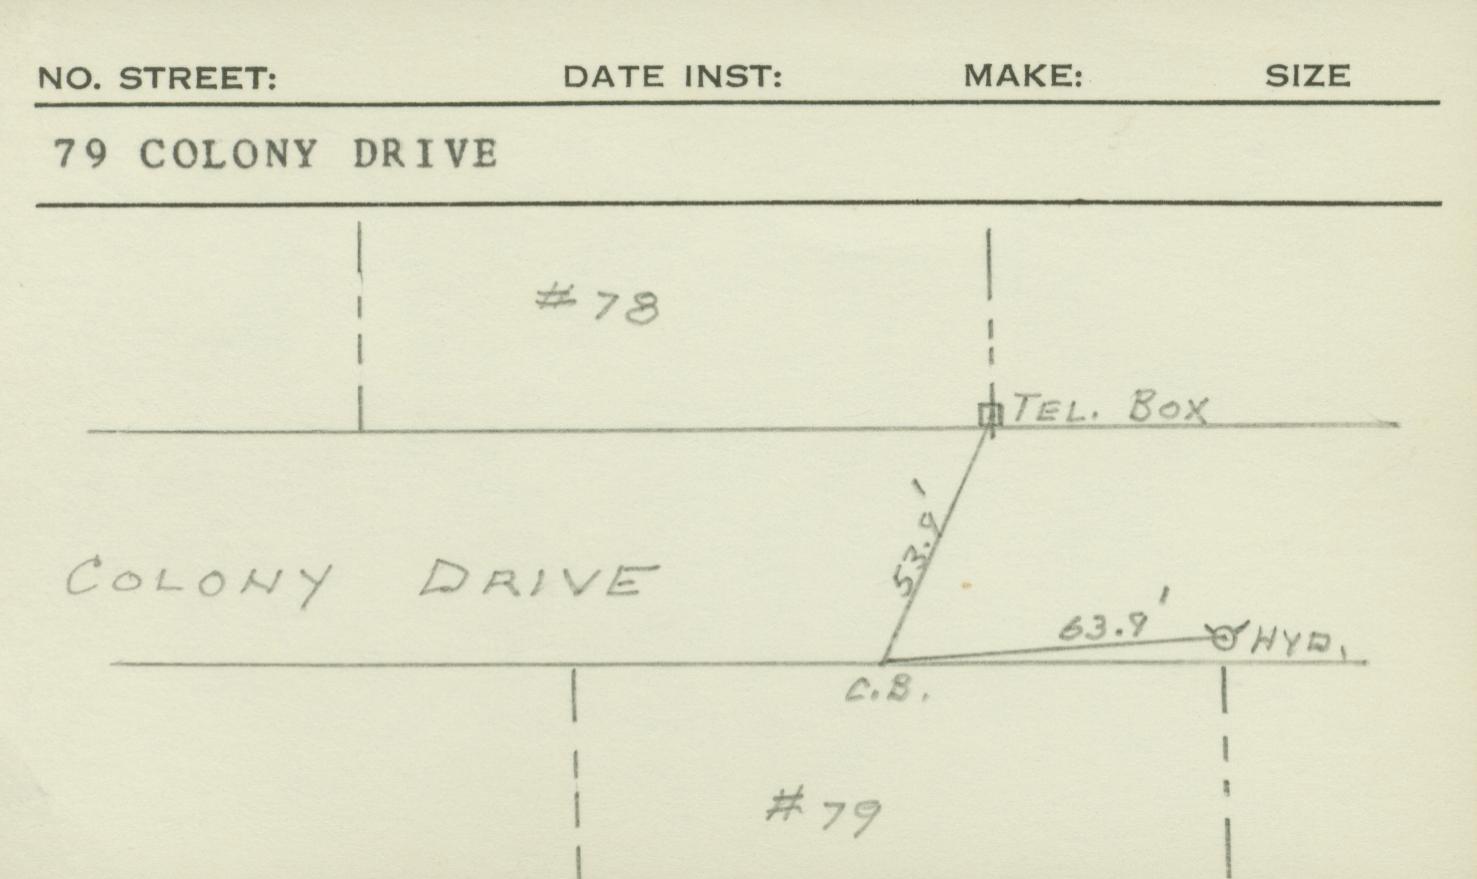 NO. STREET: DATE INST: MAKE: SIZE
79 COLONY DRIVE
#78
TEL. BOX
53.9'
COLONY DRIVE
63.9'
HYD.
C.B.
#79